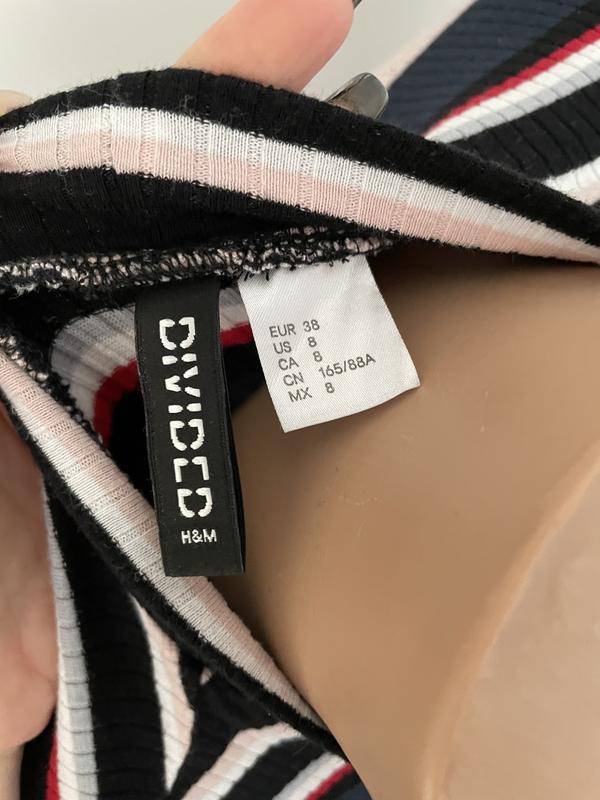 DIVIDED
H&M
EUR 38
US 8
CA 8
CN 165/88A
MX 8